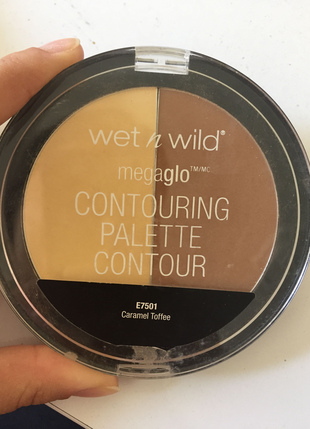 wet n wild®
megaglo™/MC
CONTOURING
PALETTE
CONTOUR
E7501
Caramel Toffee